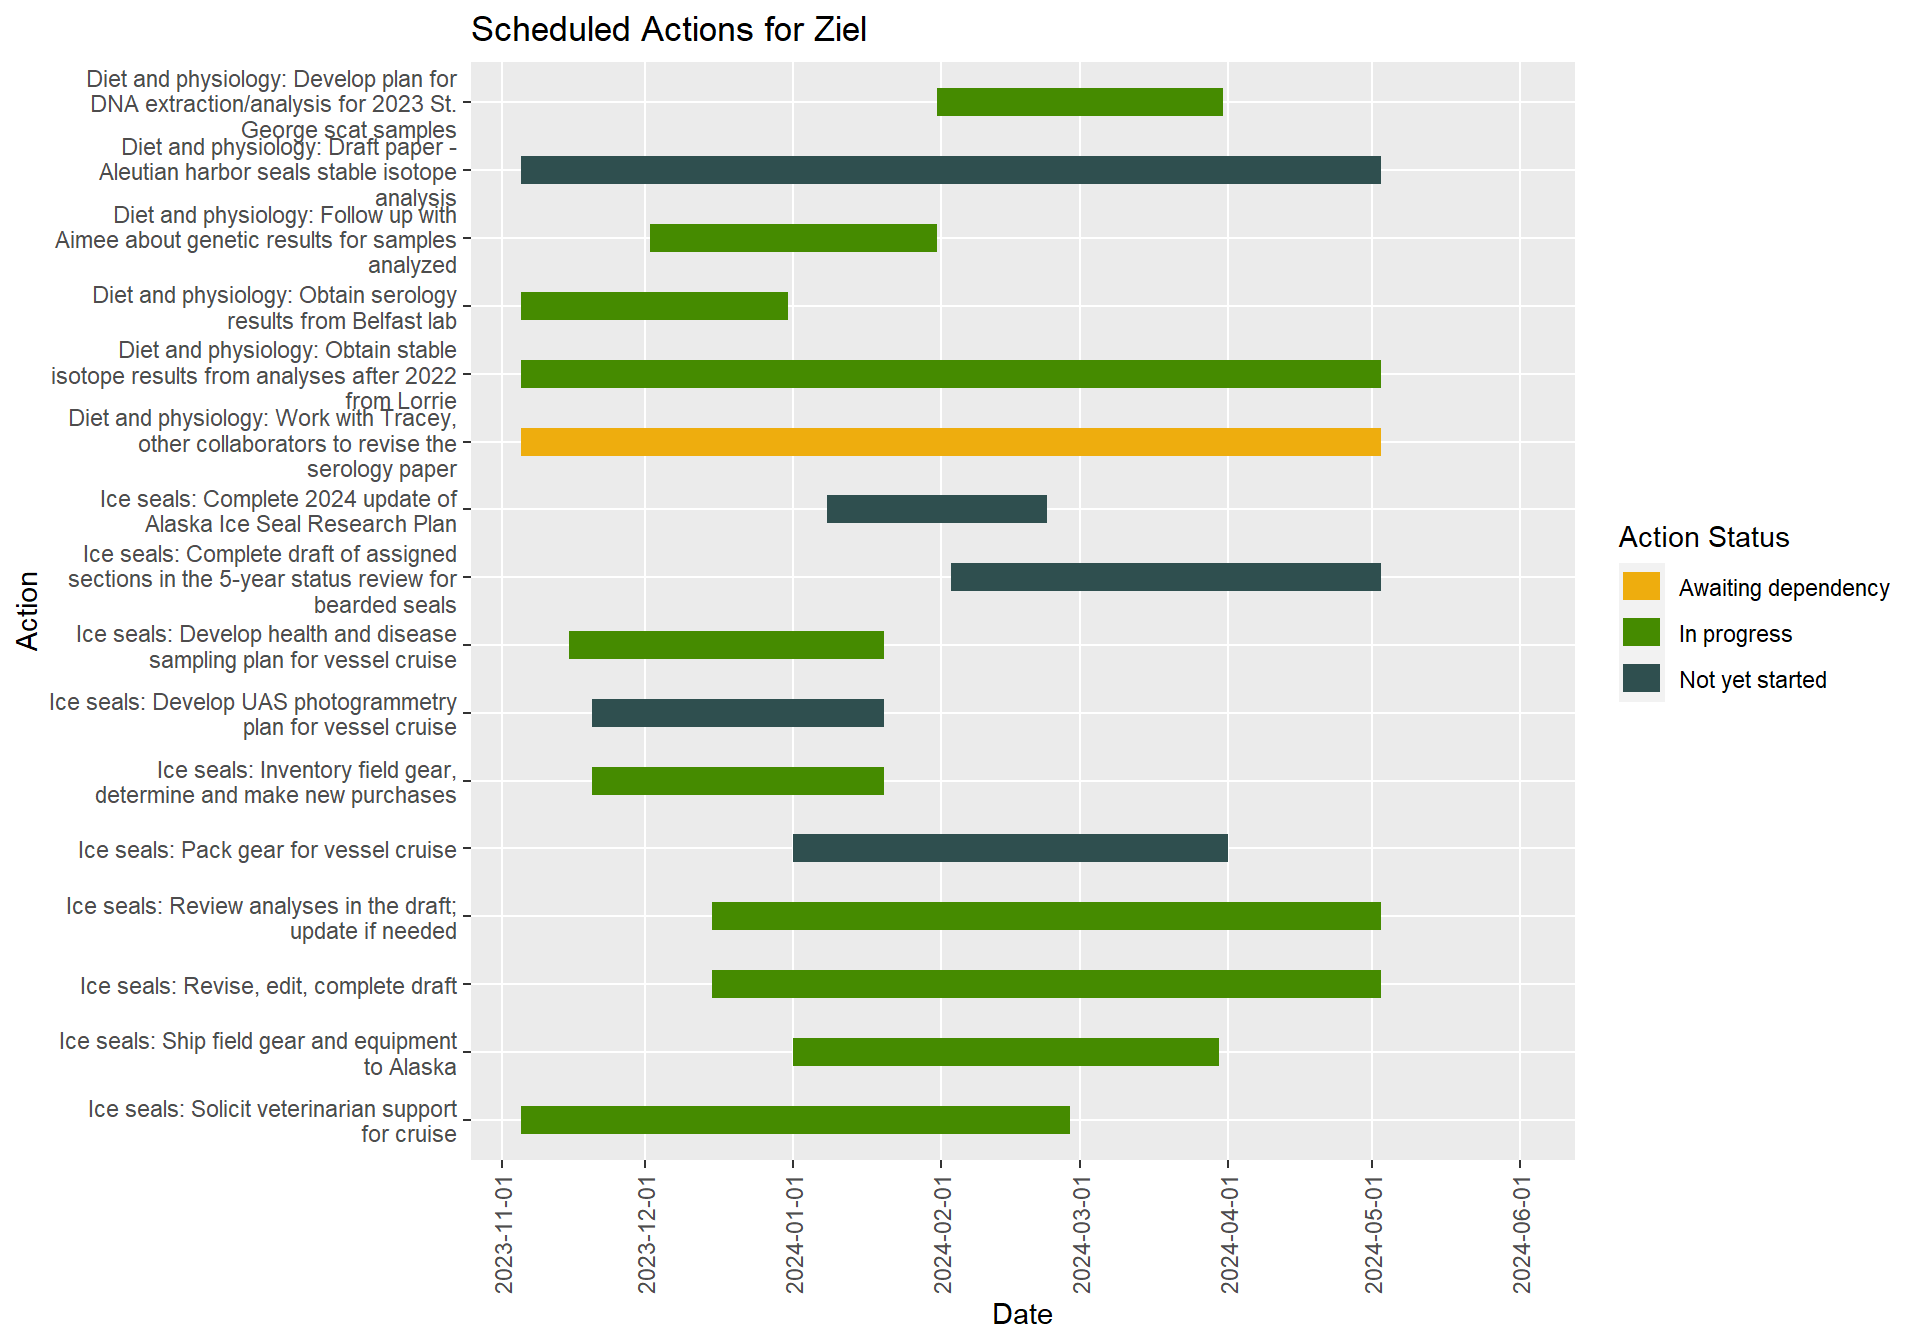 Scheduled Actions for Ziel
Diet and physiology: Develop plan for
DNA extraction/analysis for 2023 St.
George scat samples
Diet and physiology: Draft paper -
Aleutian harbor seals stable isotope
analysis
Diet and physiology: Follow up with
Aimee about genetic results for samples
analyzed
Diet and physiology: Obtain serology
results from Belfast lab
Diet and physiology: Obtain stable
isotope results from analyses after 2022
from Lorrie
Diet and physiology: Work with Tracey,
other collaborators to revise the
serology paper
Ice seals: Complete 2024 update of
Alaska Ice Seal Research Plan
Ice seals: Complete draft of assigned
sections in the 5-year status review for
bearded seals
Ice seals: Develop health and disease
sampling plan for vessel cruise
Ice seals: Develop UAS photogrammetry
plan for vessel cruise
Ice seals: Inventory field gear,
determine and make new purchases
Ice seals: Pack gear for vessel cruise
Ice seals: Review analyses in the draft;
update if needed
Ice seals: Revise, edit, complete draft
Ice seals: Ship field gear and equipment
to Alaska
Ice seals: Solicit veterinarian support
for cruise
Action
2023-11-01
2023-12-01
2024-01-01
2024-02-01
2024-03-01
2024-04-01
2024-05-01
2024-06-01
Date
Action Status
Awaiting dependency
In progress
Not yet started